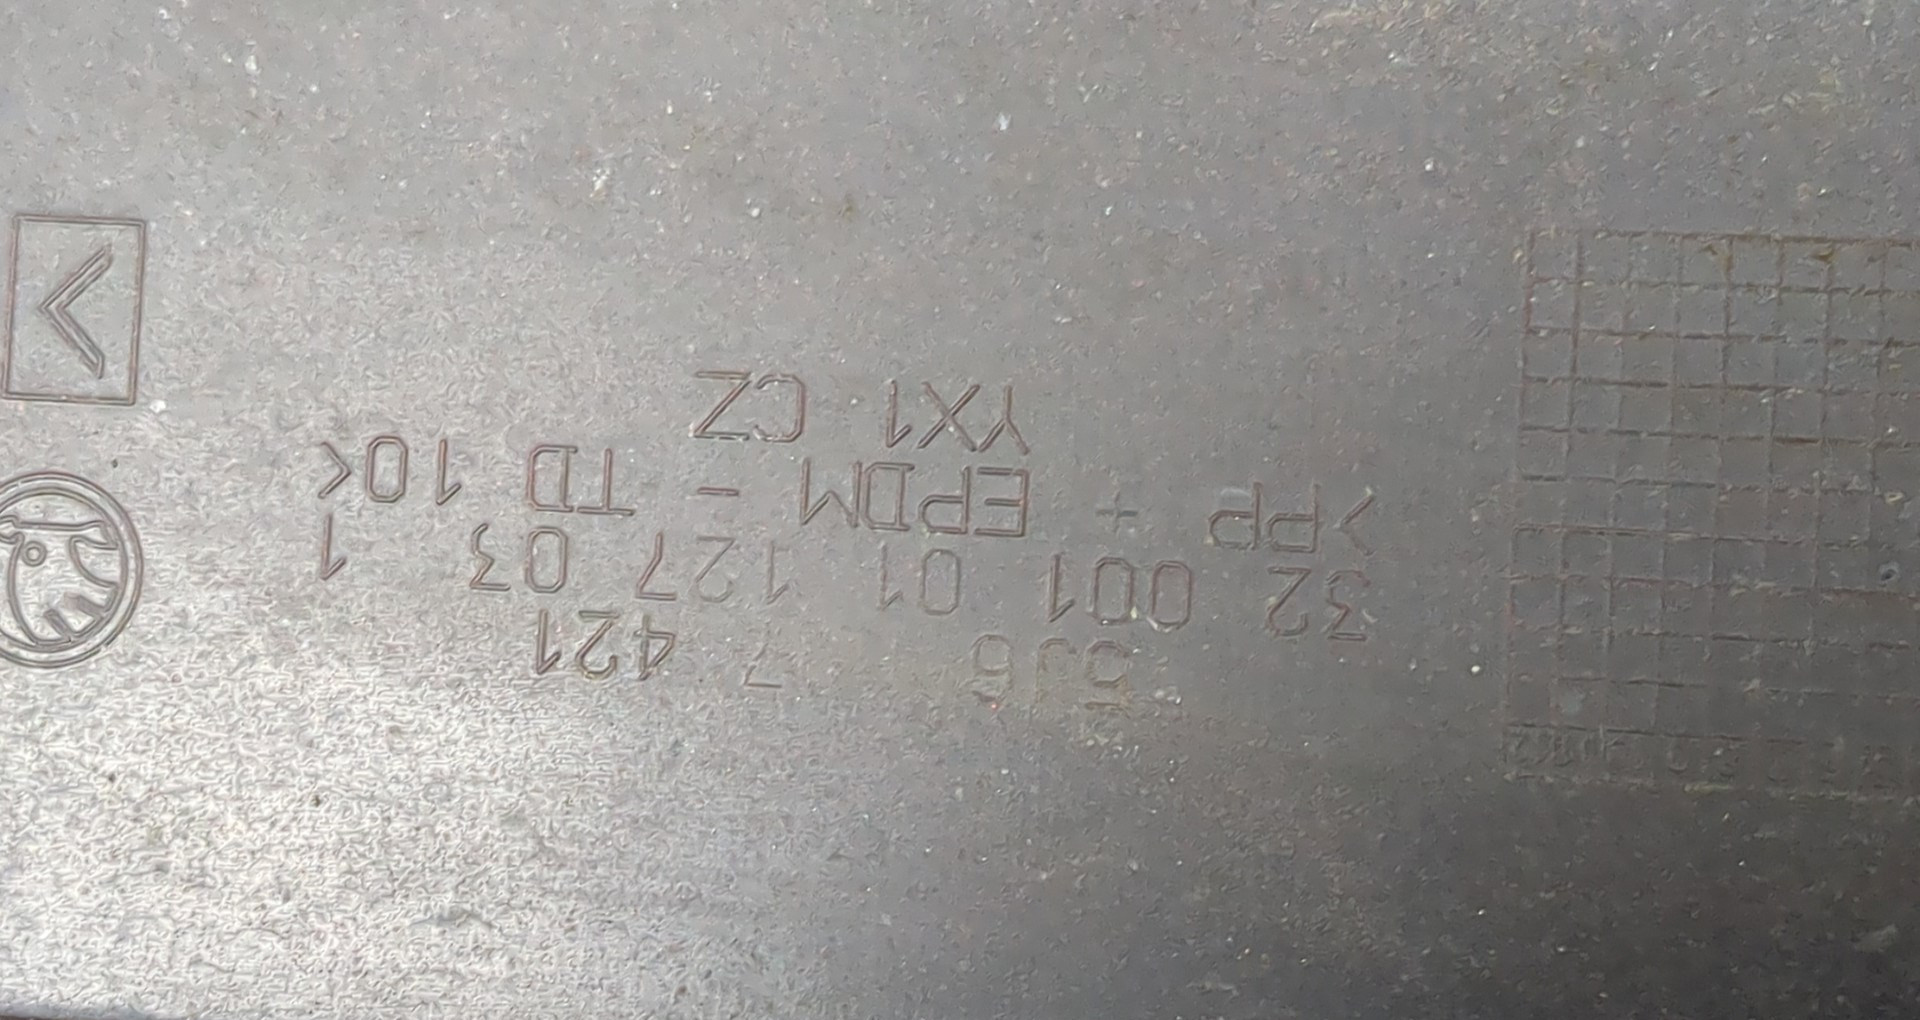 5J6 7 421
32 001 01 127 03 1
>PP + EPDM - TD 10<
YX1 CZ